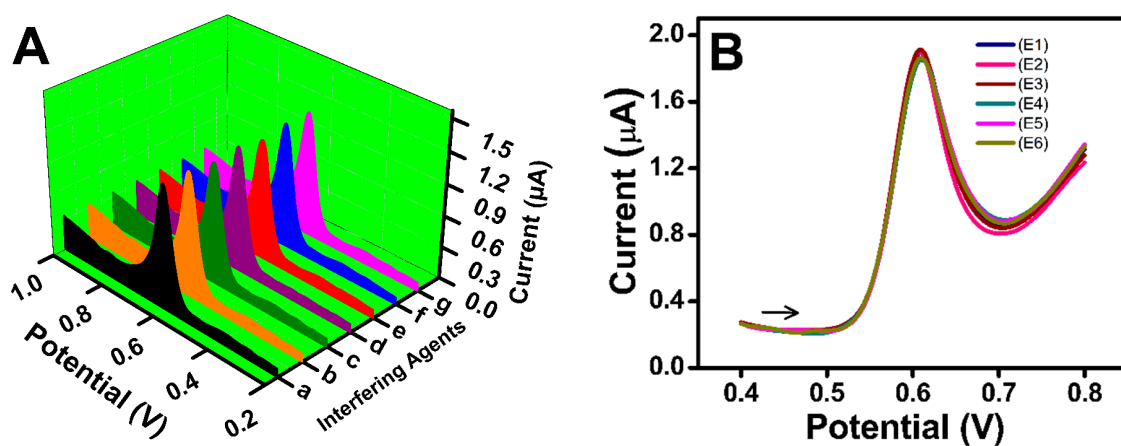 A
1.5
1.2
0.9
0.6
0.3
0.0
Current (μA)
1.0
0.8
0.6
0.4
0.2
Potential (V)
a
b
c
d
e
f
g
Interfering Agents
B
2.0
1.6
1.2
0.8
0.4
0.0
Current (μA)
(E1)
(E2)
(E3)
(E4)
(E5)
(E6)
0.4
0.5
0.6
0.7
0.8
Potential (V)